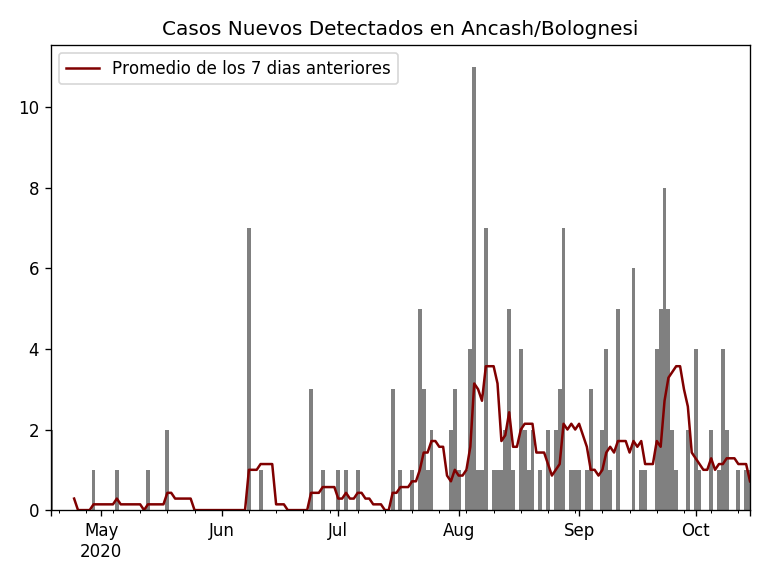 Casos Nuevos Detectados en Ancash/Bolognesi
Promedio de los 7 dias anteriores
10
8
6
4
2
0
May Jun Jul Aug Sep Oct
2020